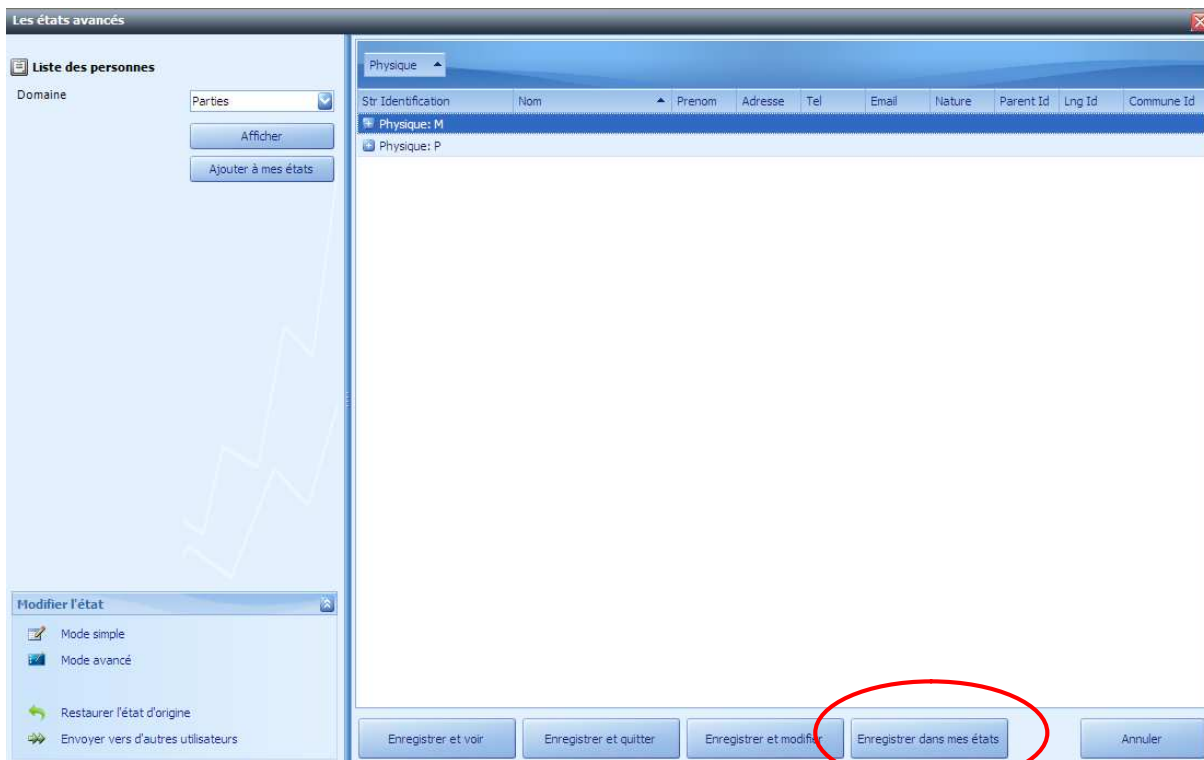 Les états avancés
Liste des personnes
Domaine
Parties
Afficher
Ajouter à mes états
Physique
Str Identification Nom Prenom Adresse Tel Email Nature Parent Id Lng Id Commune Id
Physique: M
Physique: P
Modifier l'état
Mode simple
Mode avancé
Restaurer l'état d'origine
Envoyer vers d'autres utilisateurs
Enregistrer et voir Enregistrer et quitter Enregistrer et modifier Enregistrer dans mes états Annuler